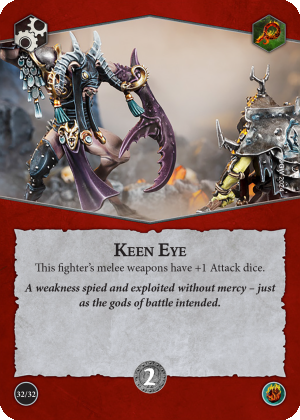 KEEN EYE
This fighter's melee weapons have +1 Attack dice.
A weakness spied and exploited without mercy – just
as the gods of battle intended.
32/32
2